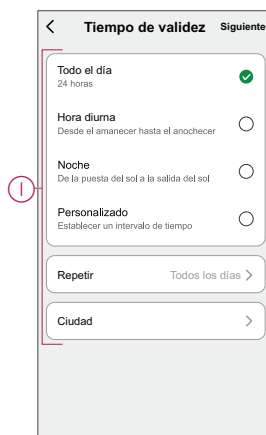 Tiempo de validez Siguiente
Todo el día
24 horas
Hora diurna
Desde el amanecer hasta el anochecer
Noche
De la puesta del sol a la salida del sol
Personalizado
Establecer un intervalo de tiempo
I
Repetir Todos los días
Ciudad